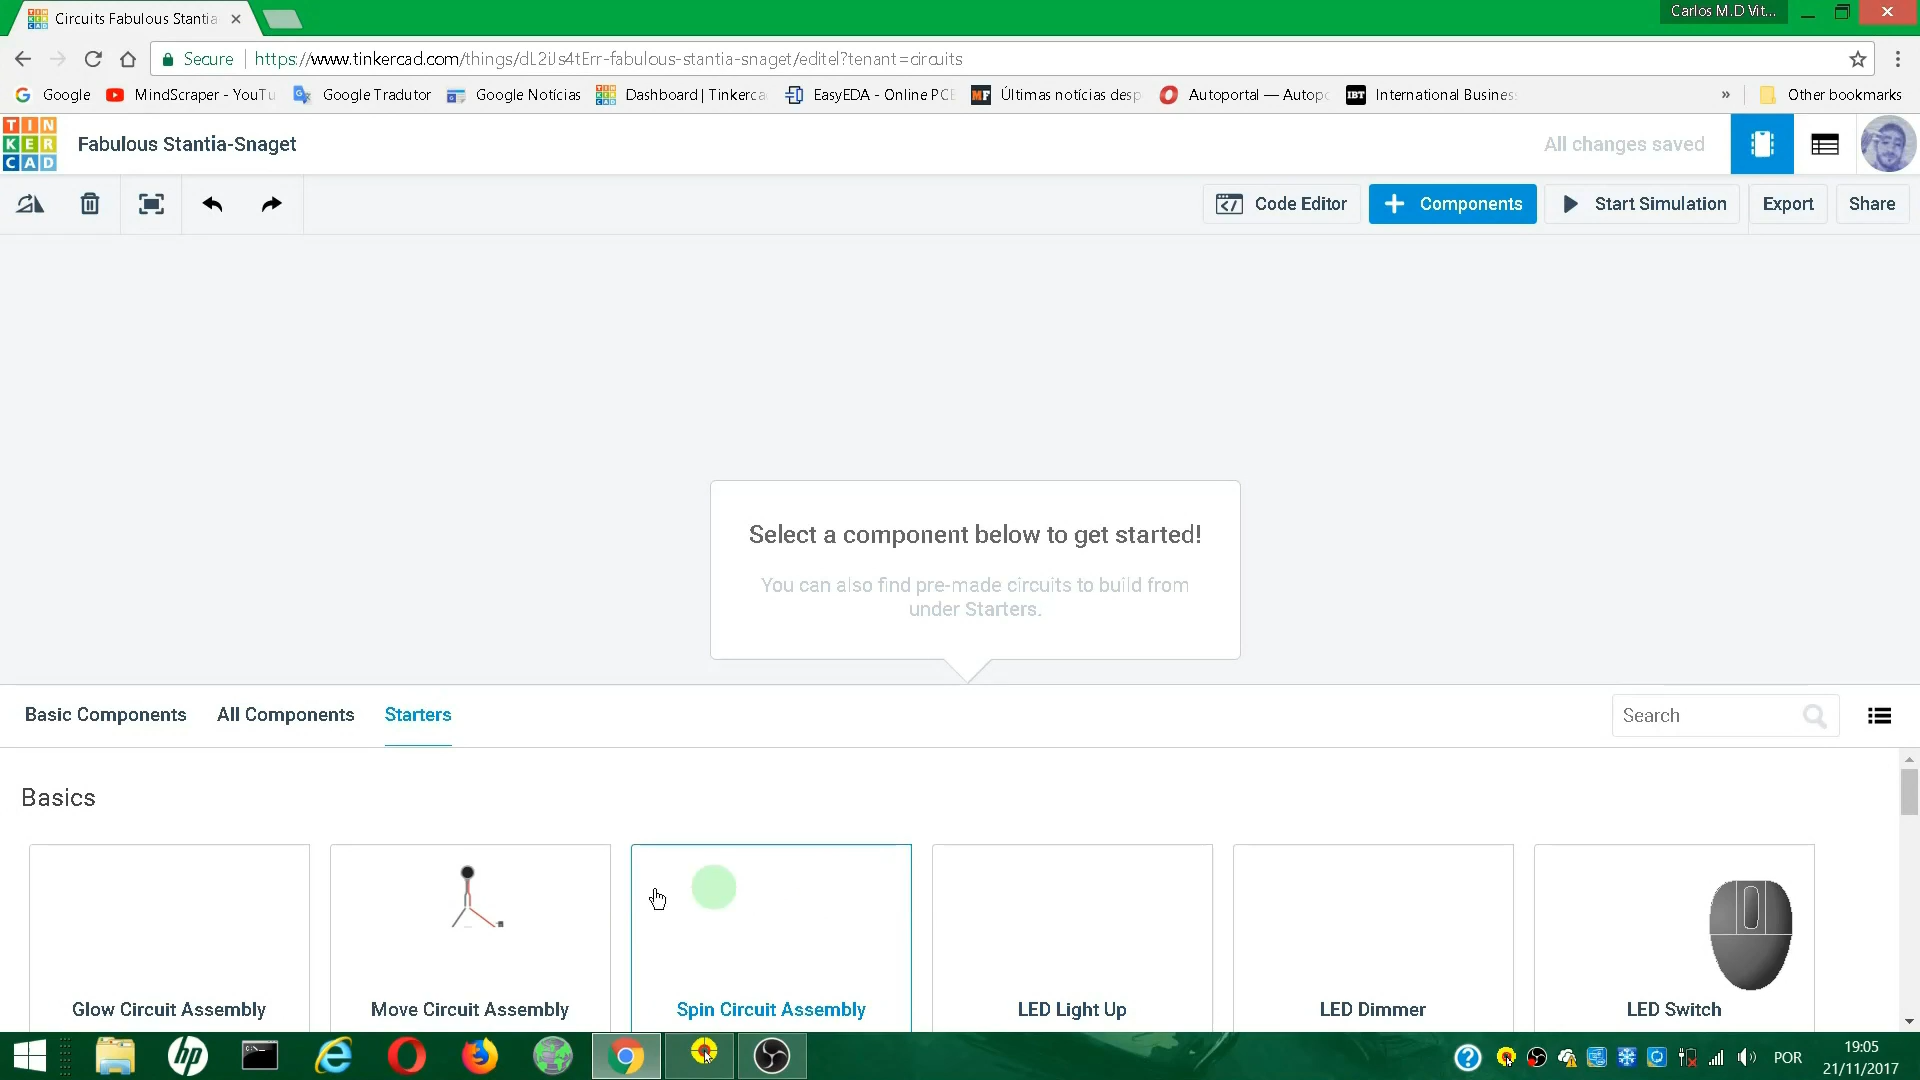 Circuits Fabulous Stantia
Carlos M.D Vit...
Secure
https://www.tinkercad.com/things/dL2iJs4tErr-fabulous-stantia-snaget/editel?tenant=circuits
Google
MindScraper - YouTu
Google Tradutor
Google Notícias
Dashboard | Tinkerca
EasyEDA - Online PCE
MF
Últimas notícias desp
Autoportal — Autop
IBT
International Busines
»
Other bookmarks
TIN
KER
CAD
Fabulous Stantia-Snaget
All changes saved
Code Editor
Components
Start Simulation
Export
Share
Select a component below to get started!
You can also find pre-made circuits to build from
under Starters.
Basic Components
All Components
Starters
Search
Basics
Glow Circuit Assembly
Move Circuit Assembly
Spin Circuit Assembly
LED Light Up
LED Dimmer
LED Switch
POR
19:05
21/11/2017